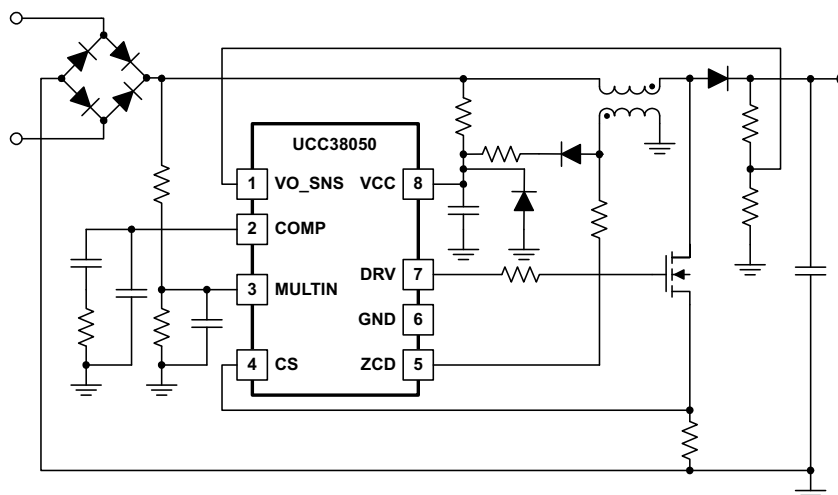 UCC38050
1 VO_SNS VCC 8
2 COMP
DRV 7
3 MULTIN
GND 6
4 CS ZCD 5